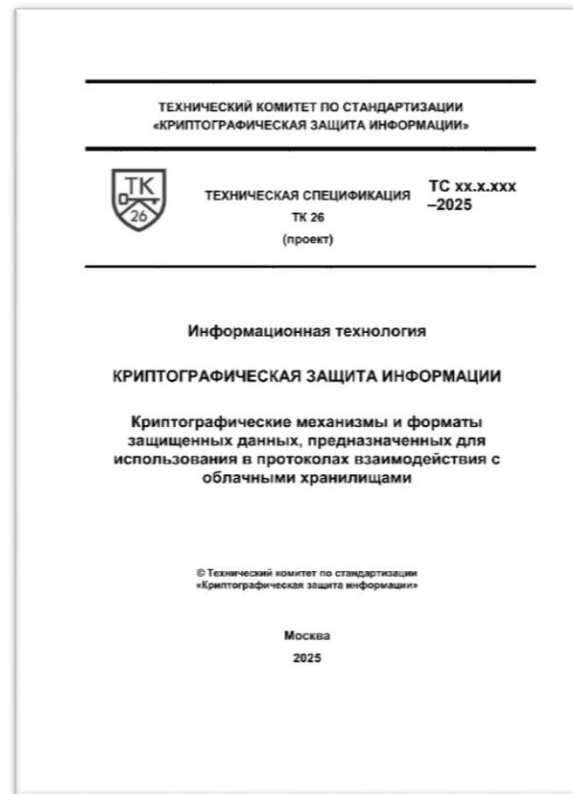 ТЕХНИЧЕСКИЙ КОМИТЕТ ПО СТАНДАРТИЗАЦИИ
«КРИПТОГРАФИЧЕСКАЯ ЗАЩИТА ИНФОРМАЦИИ»
ТК
26
ТЕХНИЧЕСКАЯ СПЕЦИФИКАЦИЯ
ТК 26
(проект)
ТС хх.х.ххх
–2025
Информационная технология
КРИПТОГРАФИЧЕСКАЯ ЗАЩИТА ИНФОРМАЦИИ
Криптографические механизмы и форматы
защищенных данных, предназначенных для
использования в протоколах взаимодействия с
облачными хранилищами
© Технический комитет по стандартизации
«Криптографическая защита информации»
Москва
2025